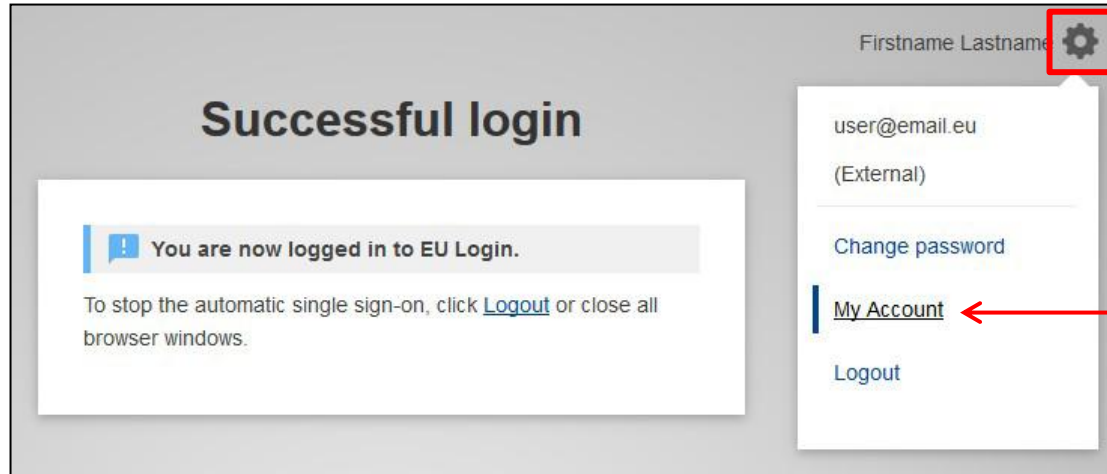 Firstname Lastname
Successful login
user@email.eu
(External)
You are now logged in to EU Login.
Change password
To stop the automatic single sign-on, click Logout or close all
browser windows.
My Account
Logout